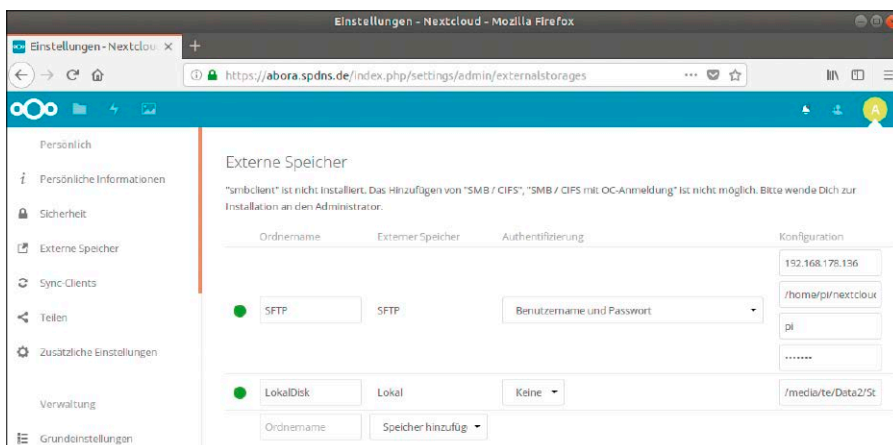 Einstellungen - Nextcloud - Mozilla Firefox
Einstellungen - Nextclou
https://abora.spdns.de/index.php/settings/admin/externalstorages
A
Persönlich
Persönliche Informationen
Sicherheit
Externe Speicher
Sync-Clients
Teilen
Zusätzliche Einstellungen
Verwaltung
Grundeinstellungen
Externe Speicher
"smbclient" ist nicht installiert. Das Hinzufügen von "SMB / CIFS", "SMB / CIFS mit OC-Anmeldung" ist nicht möglich. Bitte wende Dich zur
Installation an den Administrator.
Ordnername Externer Speicher Authentifizierung Konfiguration
192.168.178.136
/home/pi/nextclouc
SFTP SFTP Benutzername und Passwort
pi
LokalDisk Lokal Keine /media/te/Data2/St
Ordnername Speicher hinzufüg